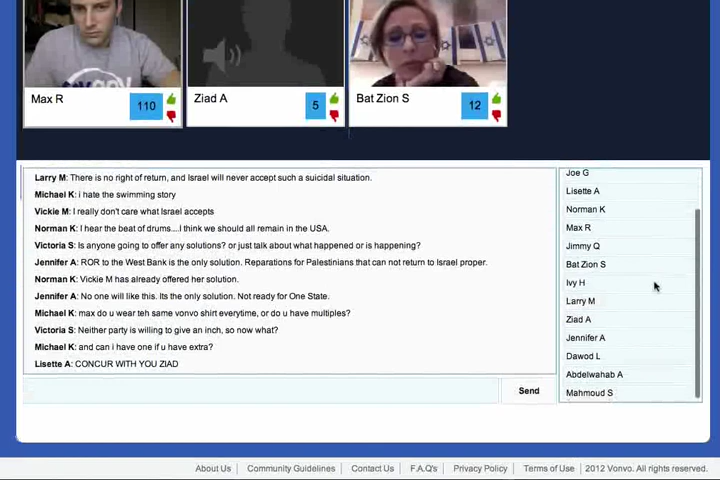 Max R
110
Ziad A
5
Bat Zion S
12
Larry M: There is no right of return, and Israel will never accept such a suicidal situation.
Michael K: i hate the swimming story
Vickie M: I really don't care what Israel accepts
Norman K: I hear the beat of drums....I think we should all remain in the USA.
Victoria S: Is anyone going to offer any solutions? or just talk about what happened or is happening?
Jennifer A: ROR to the West Bank is the only solution. Reparations for Palestinians that can not return to Israel proper.
Norman K: Vickie M has already offered her solution.
Jennifer A: No one will like this. Its the only solution. Not ready for One State.
Michael K: max do u wear teh same vonvo shirt everytime, or do u have multiples?
Victoria S: Neither party is willing to give an inch, so now what?
Michael K: and can i have one if u have extra?
Lisette A: CONCUR WITH YOU ZIAD
Send
Joe G
Lisette A
Norman K
Max R
Jimmy Q
Bat Zion S
Ivy H
Larry M
Ziad A
Jennifer A
Dawod L
Abdelwahab A
Mahmoud S
About Us | Community Guidelines | Contact Us | F.A.Q's | Privacy Policy | Terms of Use | 2012 Vonvo. All rights reserved.